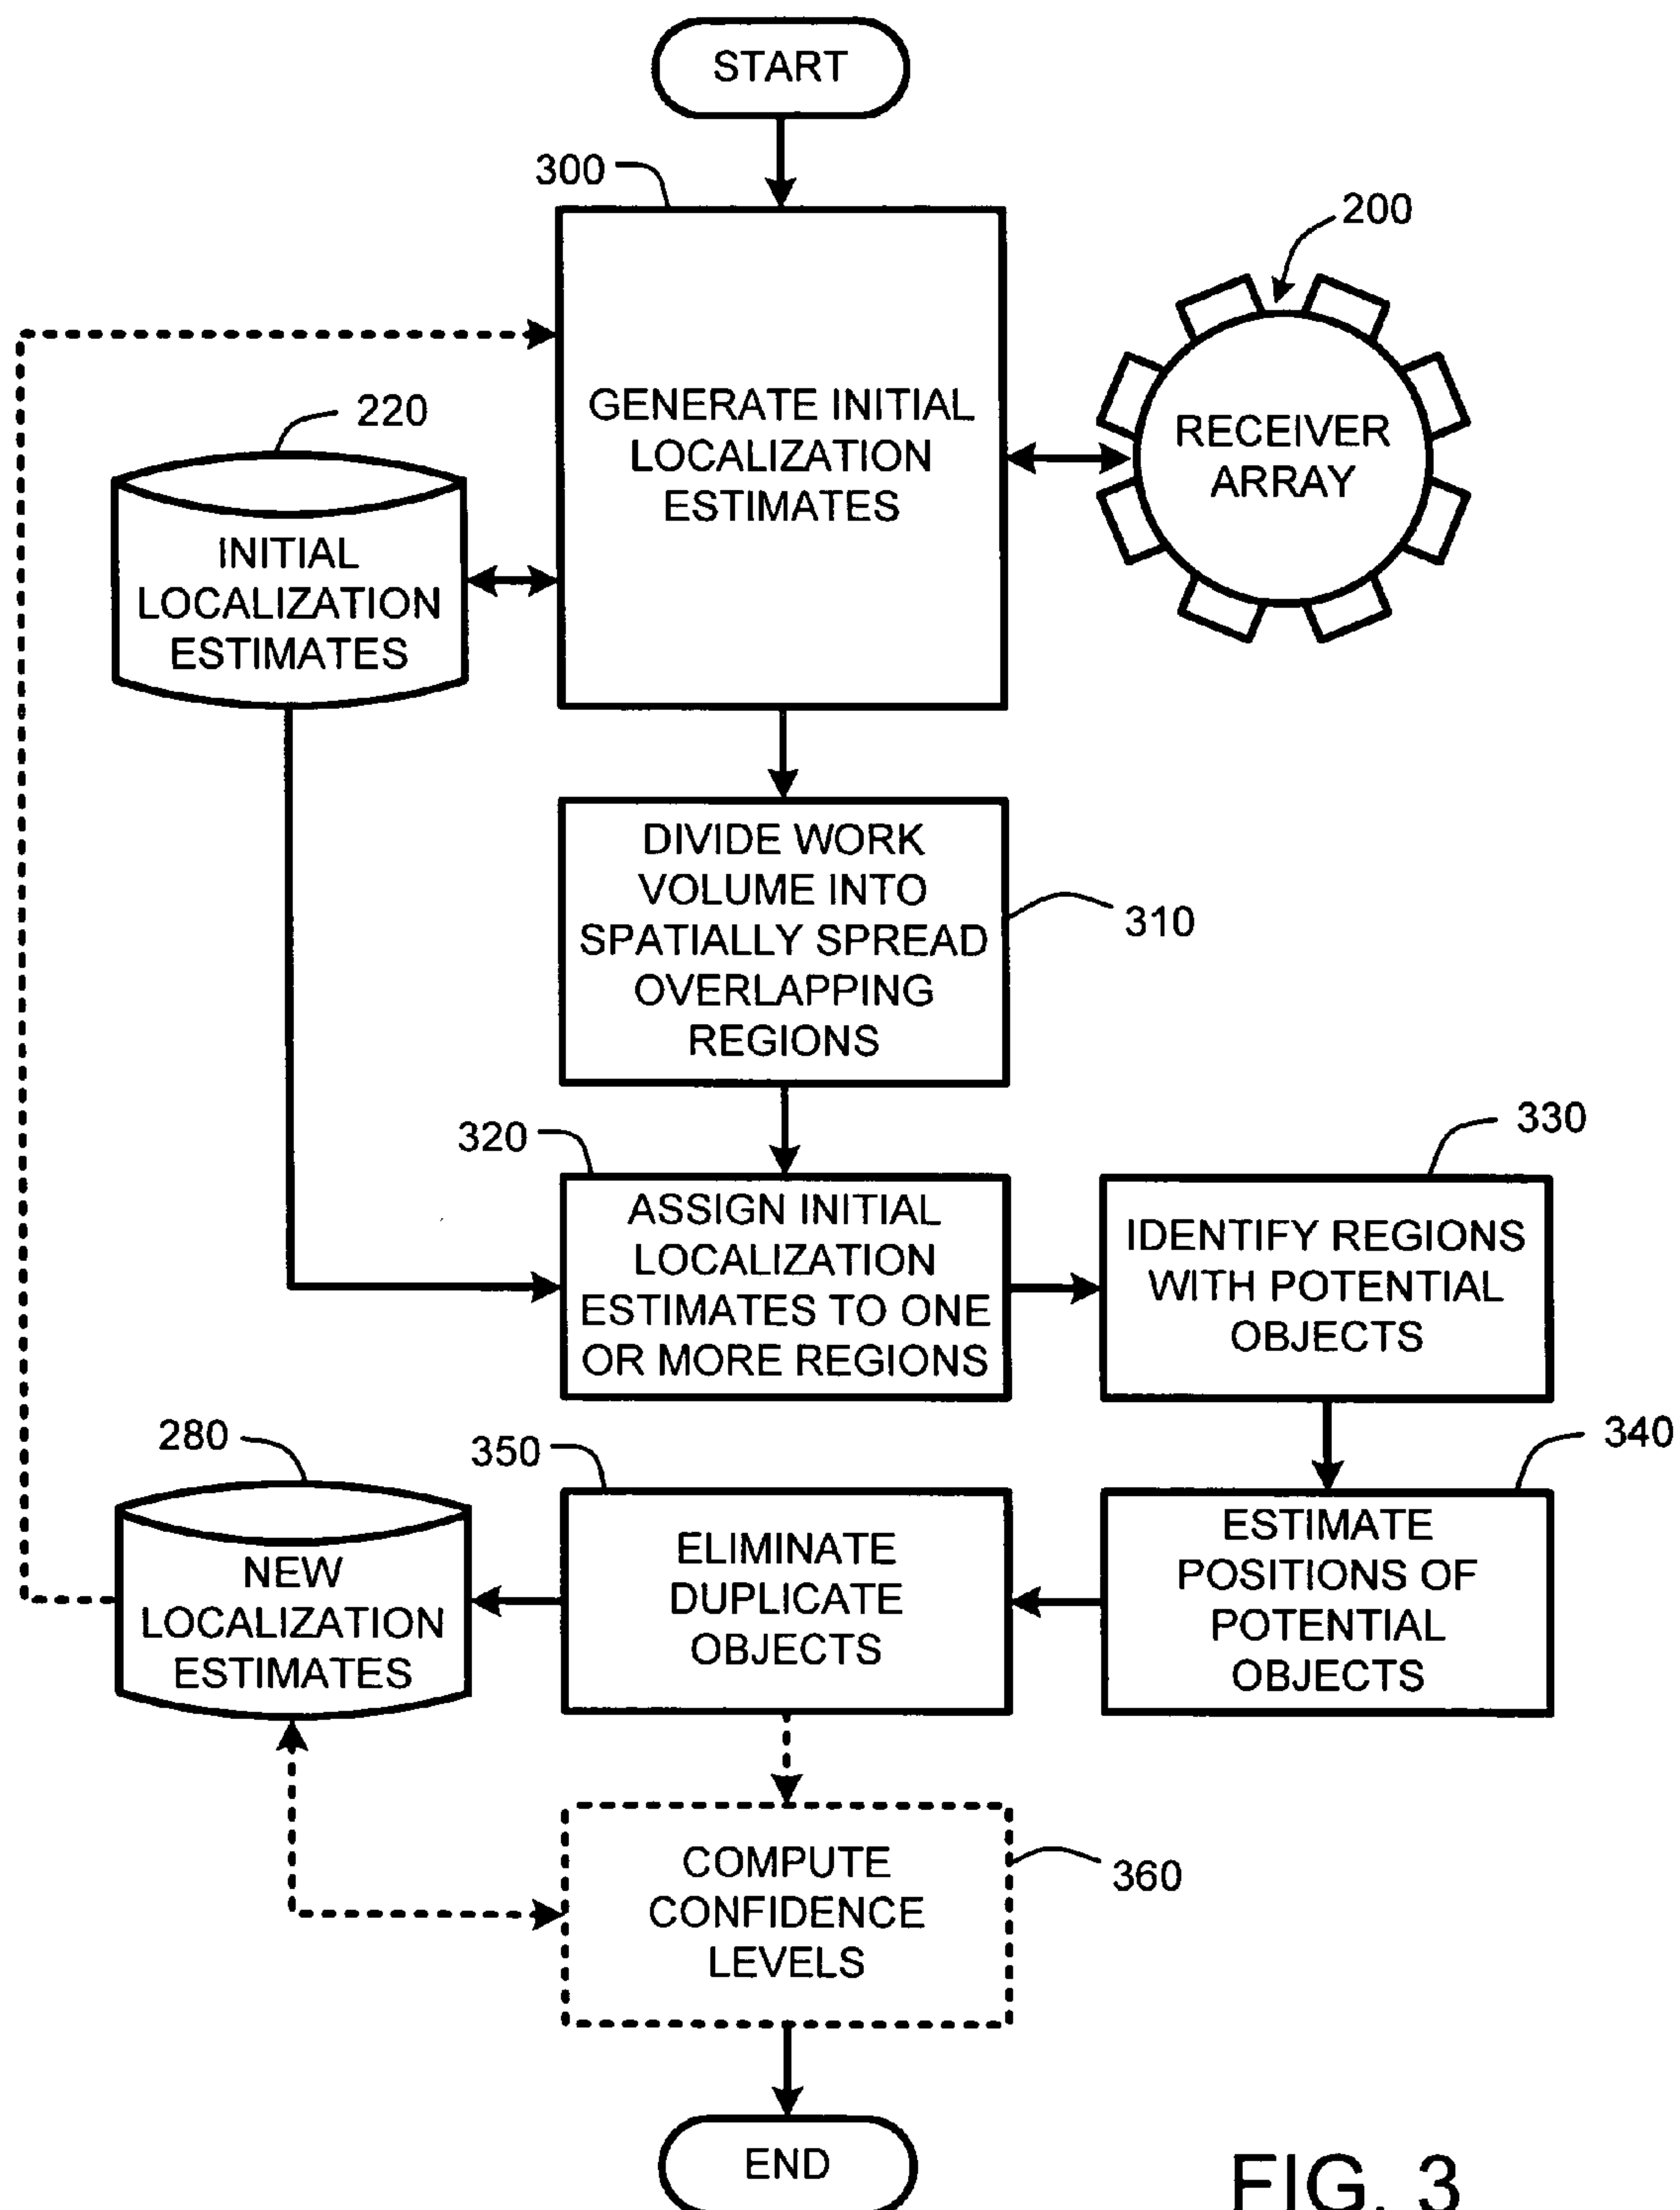 START
300
200
GENERATE INITIAL
LOCALIZATION
ESTIMATES
RECEIVER
ARRAY
220
INITIAL
LOCALIZATION
ESTIMATES
DIVIDE WORK
VOLUME INTO
SPATIALLY SPREAD
OVERLAPPING
REGIONS
310
320
ASSIGN INITIAL
LOCALIZATION
ESTIMATES TO ONE
OR MORE REGIONS
330
IDENTIFY REGIONS
WITH POTENTIAL
OBJECTS
340
ESTIMATE
POSITIONS OF
POTENTIAL
OBJECTS
350
ELIMINATE
DUPLICATE
OBJECTS
280
NEW
LOCALIZATION
ESTIMATES
COMPUTE
CONFIDENCE
LEVELS
360
END
FIG. 3